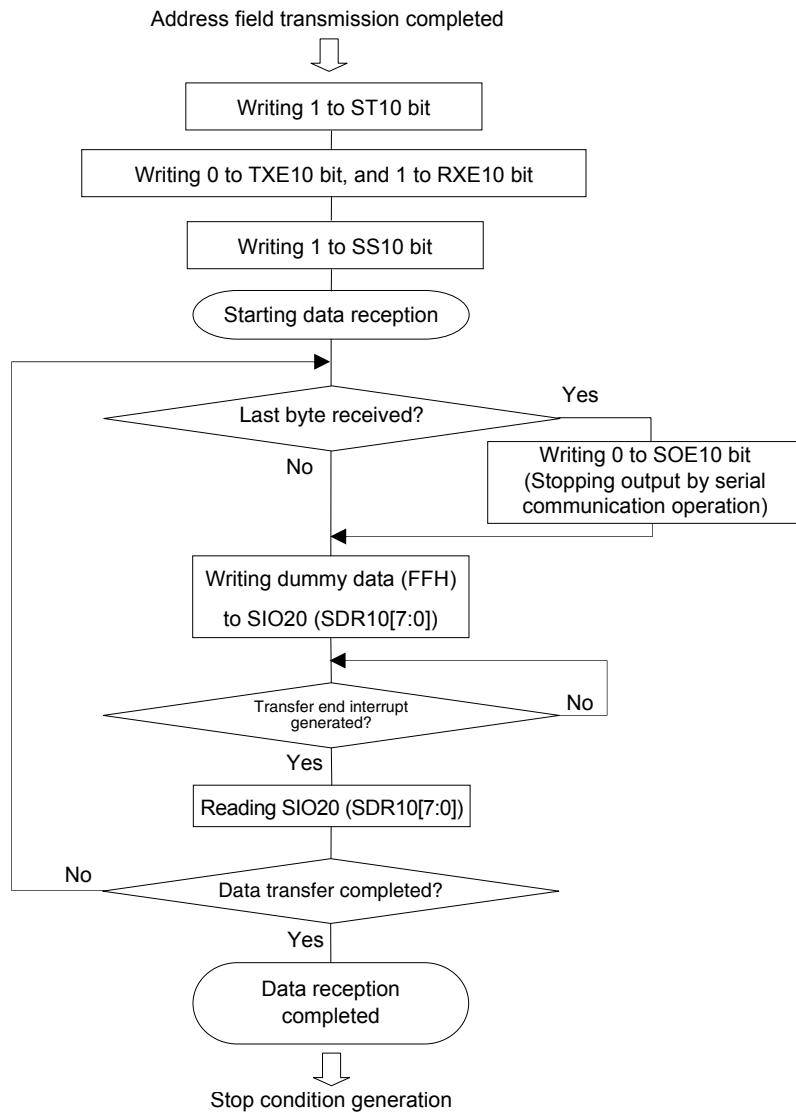 Address field transmission completed
Writing 1 to ST10 bit
Writing 0 to TXE10 bit, and 1 to RXE10 bit
Writing 1 to SS10 bit
Starting data reception
Yes
Last byte received?
No
Writing 0 to SOE10 bit
(Stopping output by serial
communication operation)
Writing dummy data (FFH)
to SIO20 (SDR10[7:0])
Transfer end interrupt
generated?
No
Yes
Reading SIO20 (SDR10[7:0])
No
Data transfer completed?
Yes
Data reception
completed
Stop condition generation